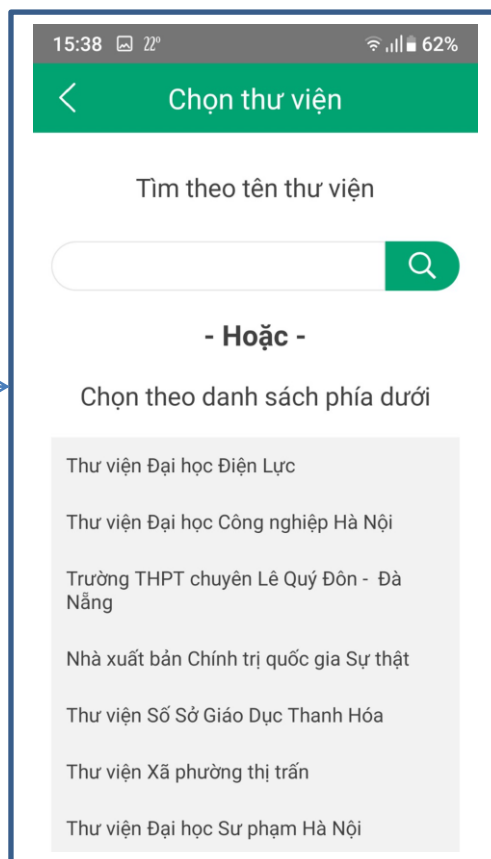 15:38 22° 62%
Chọn thư viện
Tìm theo tên thư viện
- Hoặc -
Chọn theo danh sách phía dưới
Thư viện Đại học Điện Lực
Thư viện Đại học Công nghiệp Hà Nội
Trường THPT chuyên Lê Quý Đôn - Đà
Nẵng
Nhà xuất bản Chính trị quốc gia Sự thật
Thư viện Số Sở Giáo Dục Thanh Hóa
Thư viện Xã phường thị trấn
Thư viện Đại học Sư phạm Hà Nội